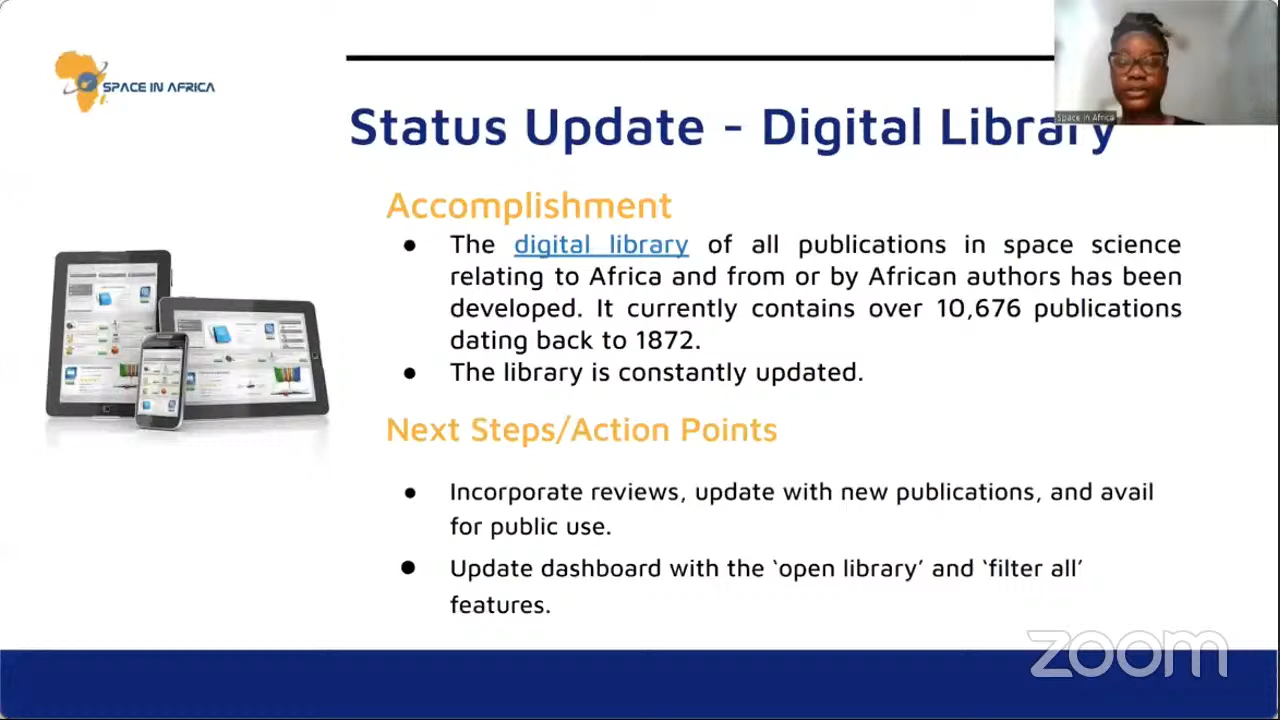 SPACE IN AFRICA
Space in Africa
Status Update - Digital Library
Accomplishment
● The digital library of all publications in space science
relating to Africa and from or by African authors has been
developed. It currently contains over 10,676 publications
dating back to 1872.
● The library is constantly updated.
Next Steps/Action Points
● Incorporate reviews, update with new publications, and avail
for public use.
● Update dashboard with the ‘open library’ and ‘filter all’
features.
zoom